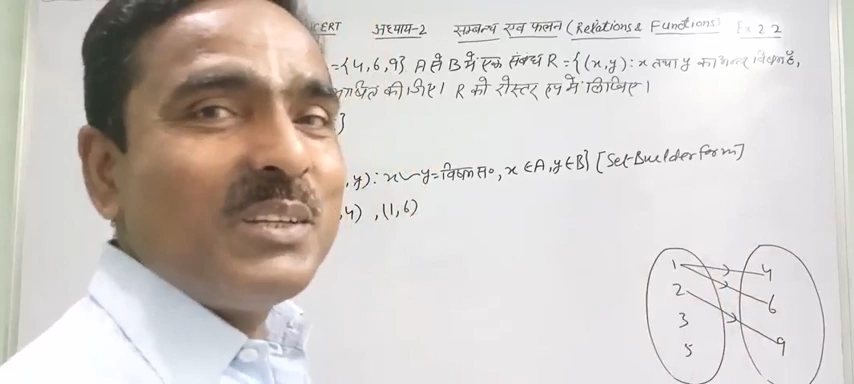 NCERT अध्याय-2 सम्बन्ध एवं फलन (Relations & Functions) Ex 2.2
={4,6,9} A से B में एक संबंध R={(x,y): x तथा y का अन्तर विषम है,
कीजिए। R को रोस्टर रूप में लिखिए।
}
,y): x ~ y = विषम सं०, x ∈ A, y ∈ B} [Set Builder form]
,4) ,(1,6)
1 4
2 6
3 9
5